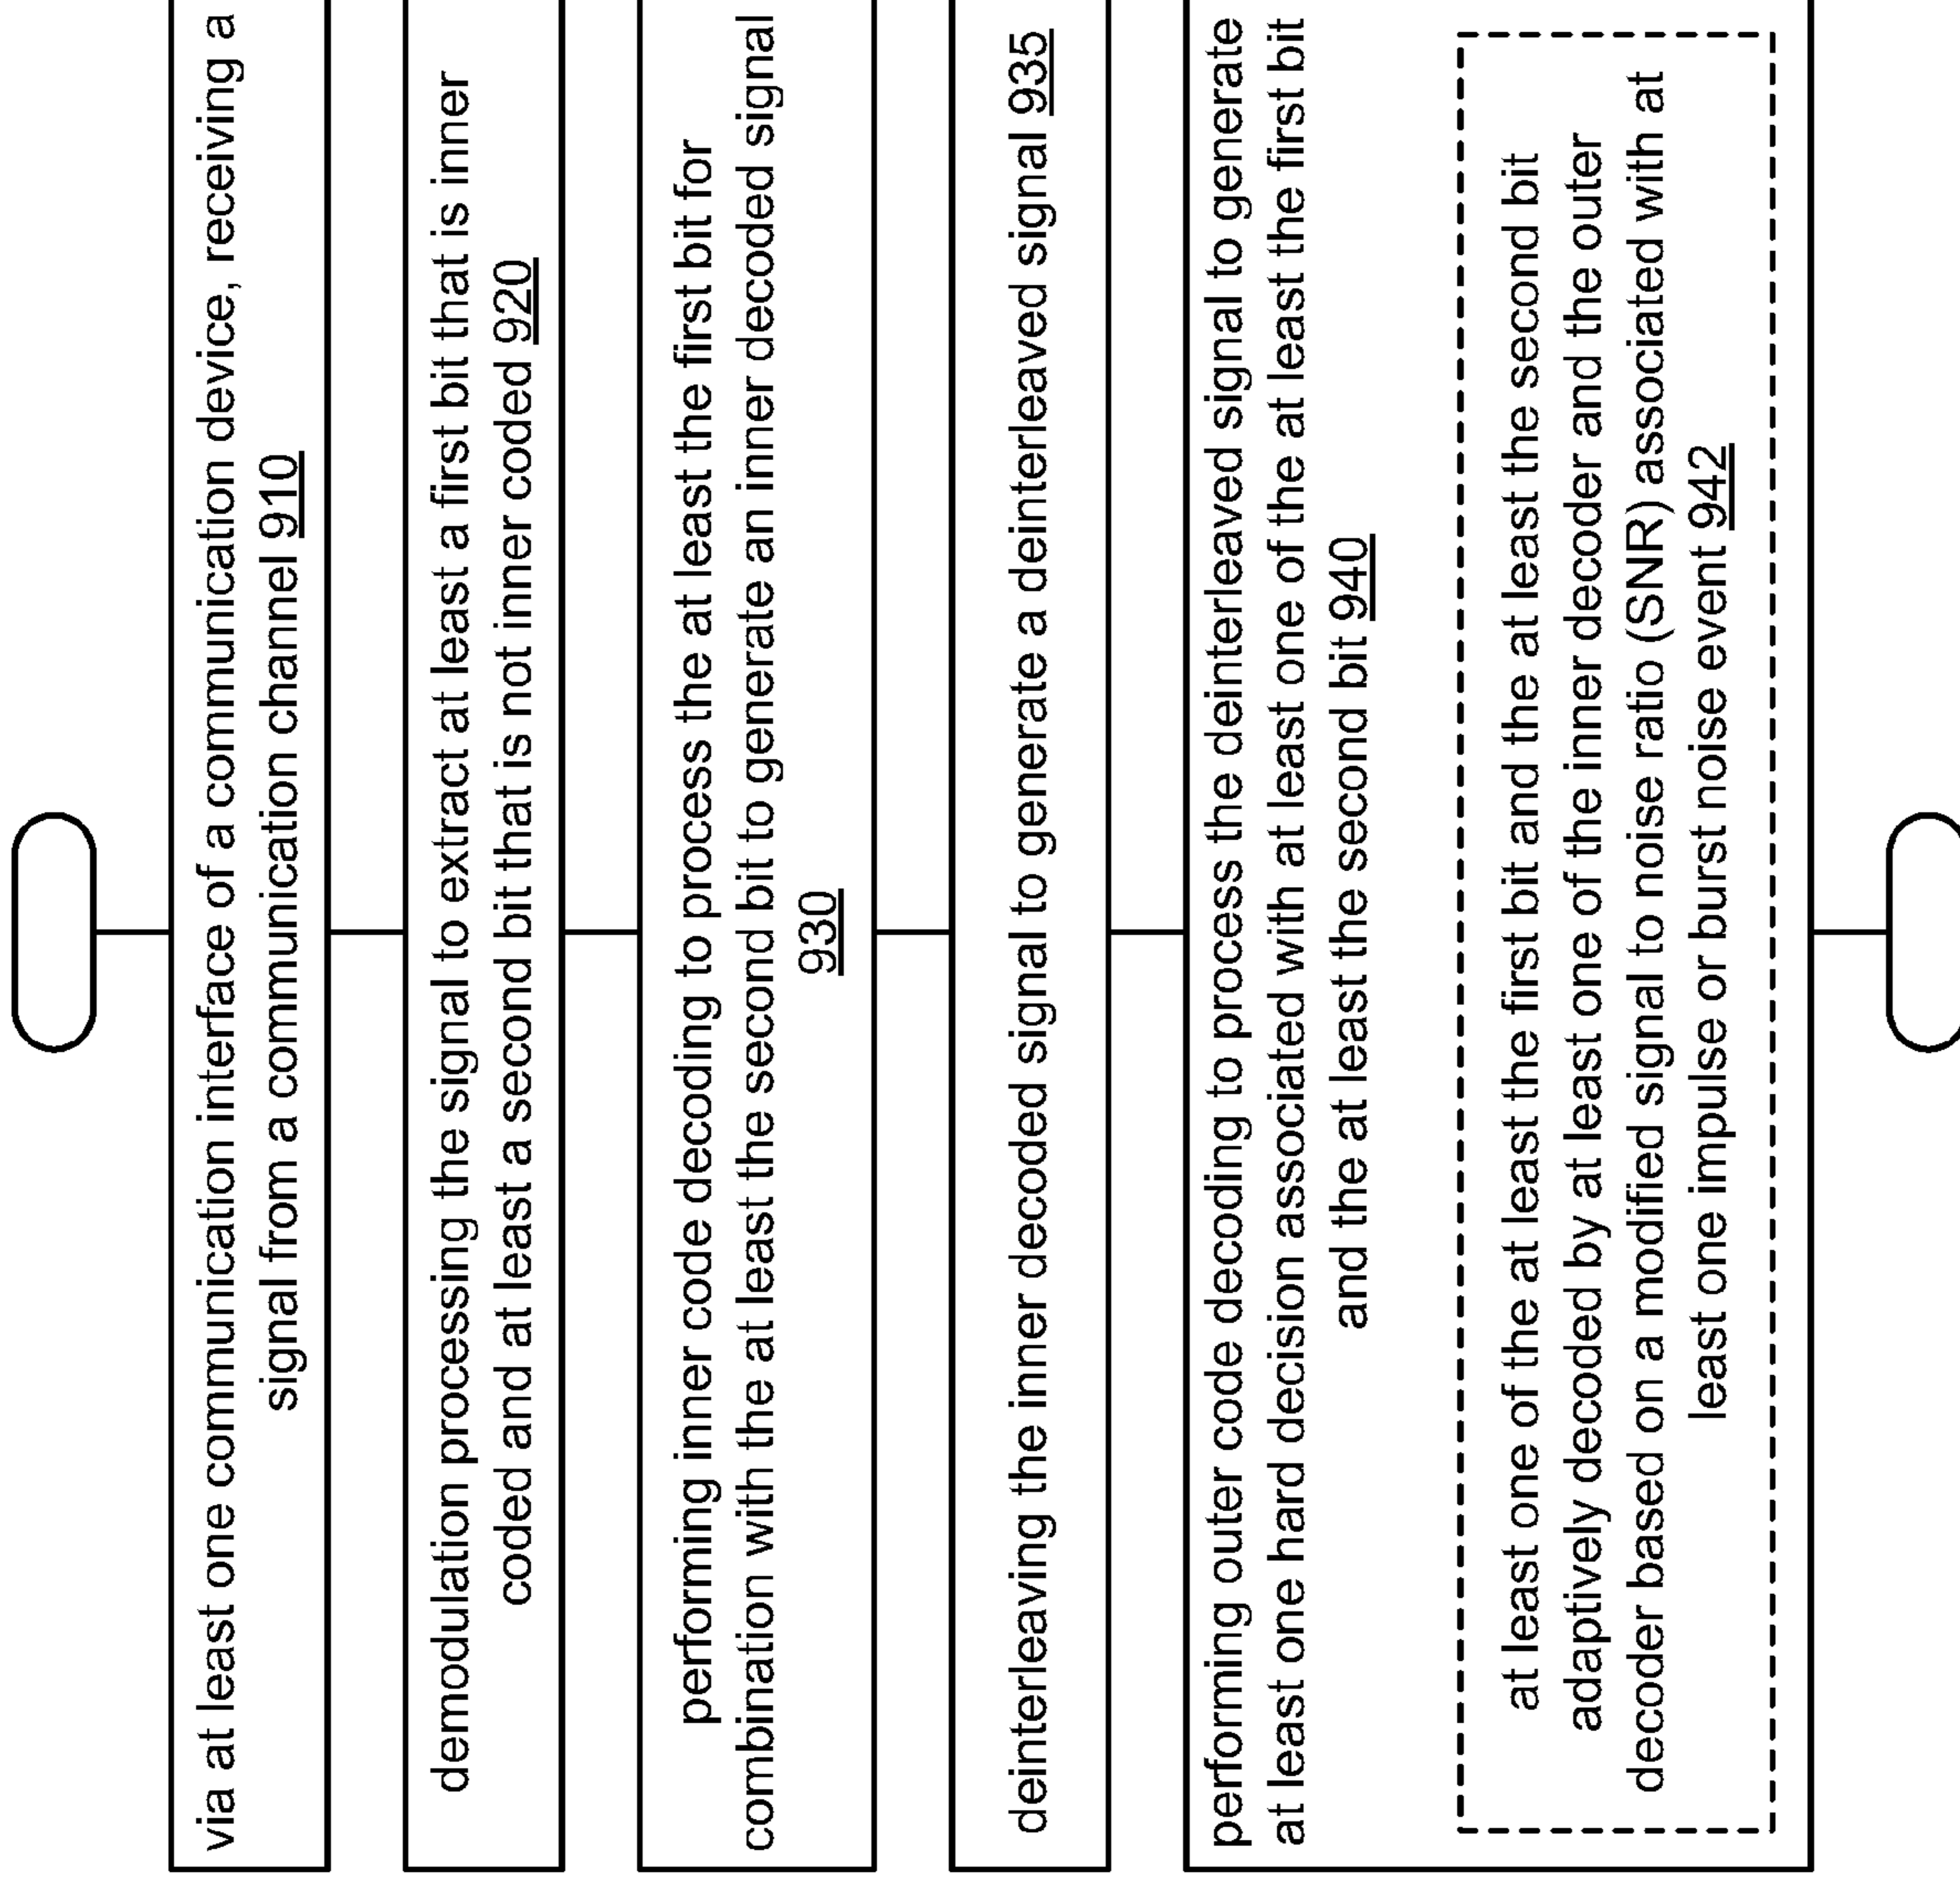 via at least one communication interface of a communication device, receiving a
signal from a communication channel 910
demodulation processing the signal to extract at least a first bit that is inner
coded and at least a second bit that is not inner coded 920
performing inner code decoding to process the at least the first bit for
combination with the at least the second bit to generate an inner decoded signal
930
deinterleaving the inner decoded signal to generate a deinterleaved signal 935
performing outer code decoding to process the deinterleaved signal to generate
at least one hard decision associated with at least one of the at least the first bit
and the at least the second bit 940
at least one of the at least the first bit and the at least the second bit
adaptively decoded by at least one of the inner decoder and the outer
decoder based on a modified signal to noise ratio (SNR) associated with at
least one impulse or burst noise event 942